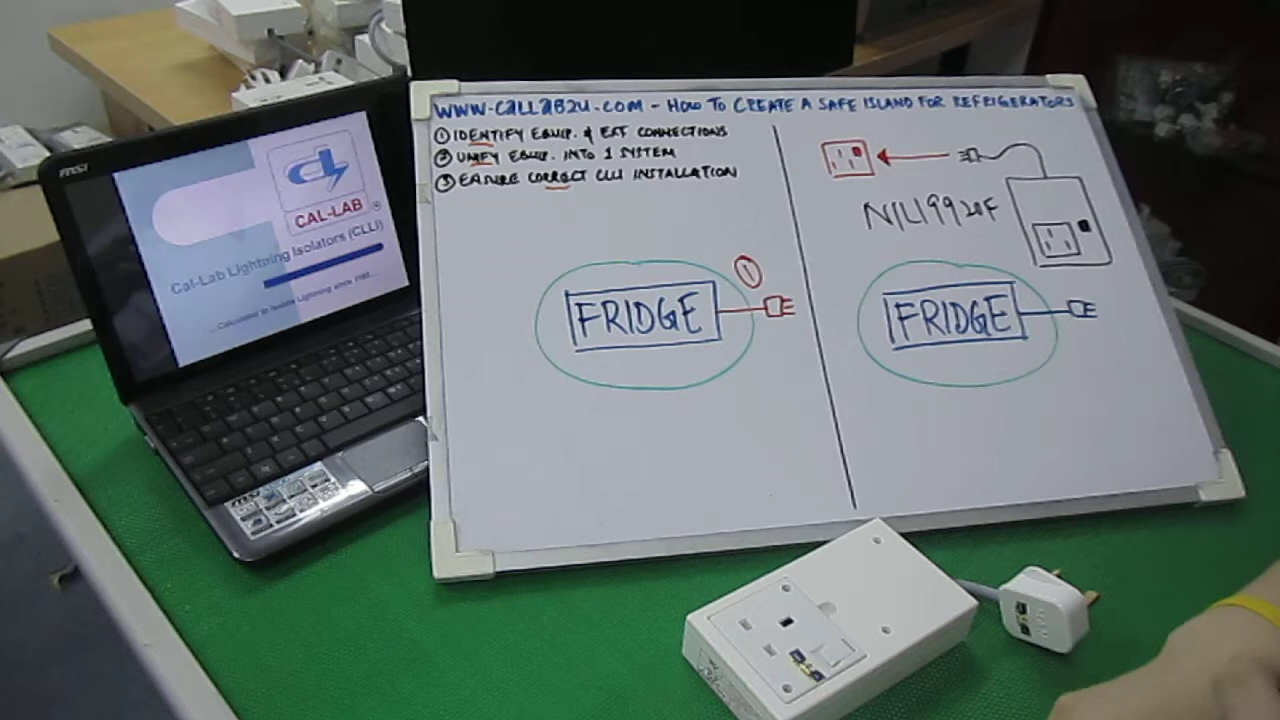 msi
CAL-LAB®
Cal-Lab Lightning Isolators (CLLI)
WWW.CALLAB2U.COM - HOW TO CREATE A SAFE ISLAND FOR REFRIGERATORS
① IDENTIFY EQUIP. & EXT CONNECTIONS
② UNIFY EQUIP. INTO 1 SYSTEM
③ ENSURE CORRECT CLLI INSTALLATION
①
FRIDGE
N/L19920F
FRIDGE